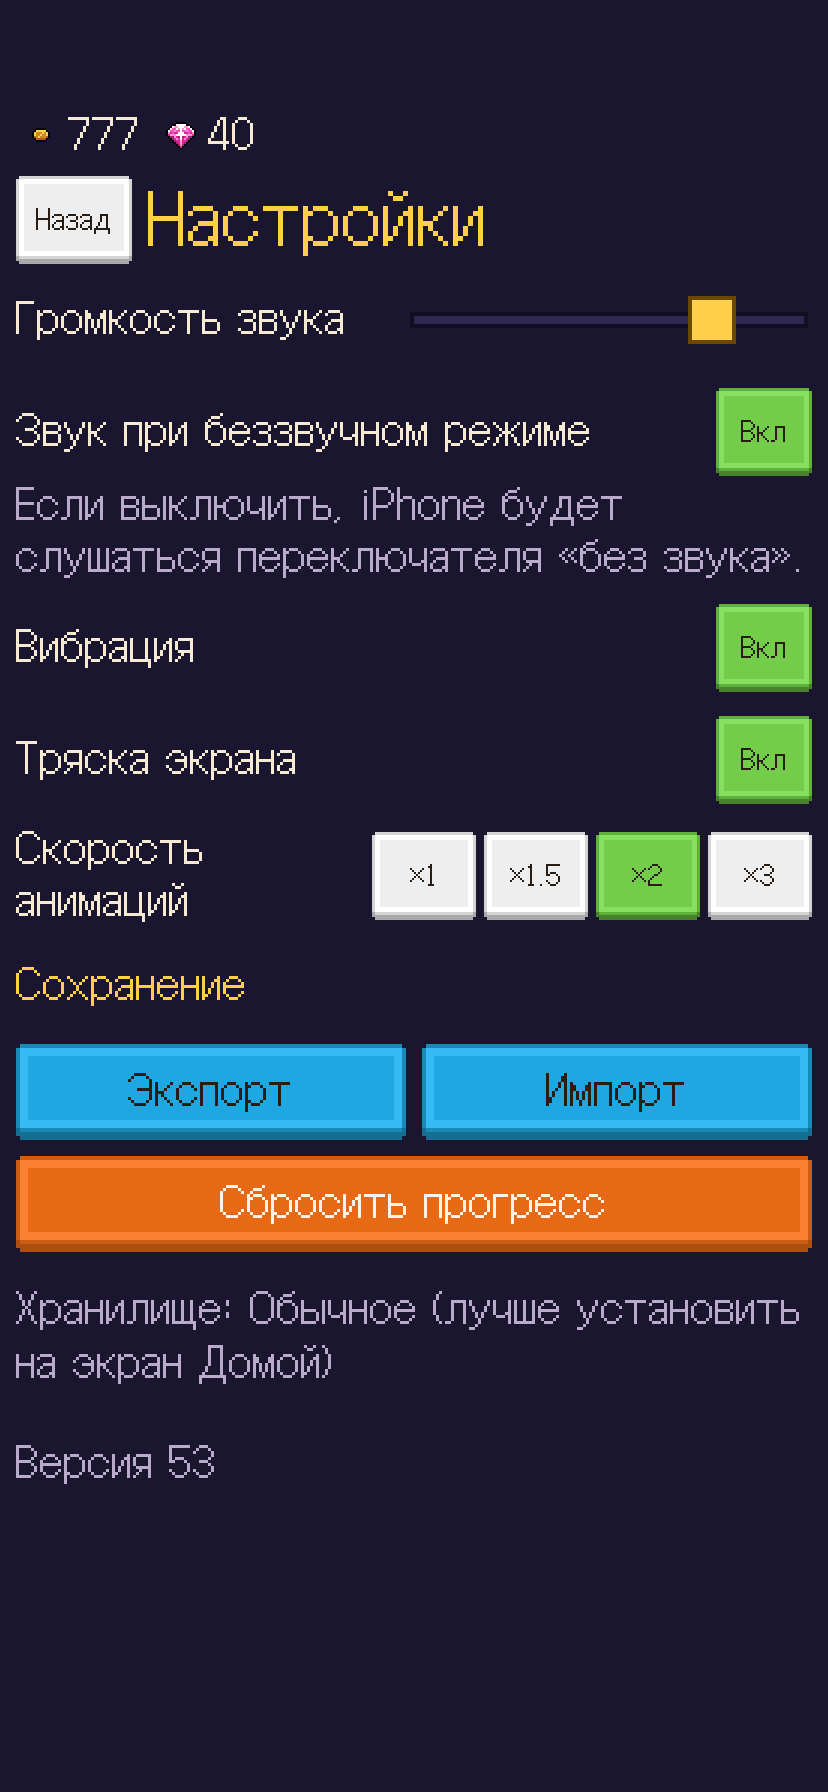 777 40
Назад Настройки
Громкость звука
Звук при беззвучном режиме Вкл
Если выключить, iPhone будет
слушаться переключателя «без звука».
Вибрация Вкл
Тряска экрана Вкл
Скорость
анимаций ×1 ×1.5 ×2 ×3
Сохранение
Экспорт Импорт
Сбросить прогресс
Хранилище: Обычное (лучше установить
на экран Домой)
Версия 53